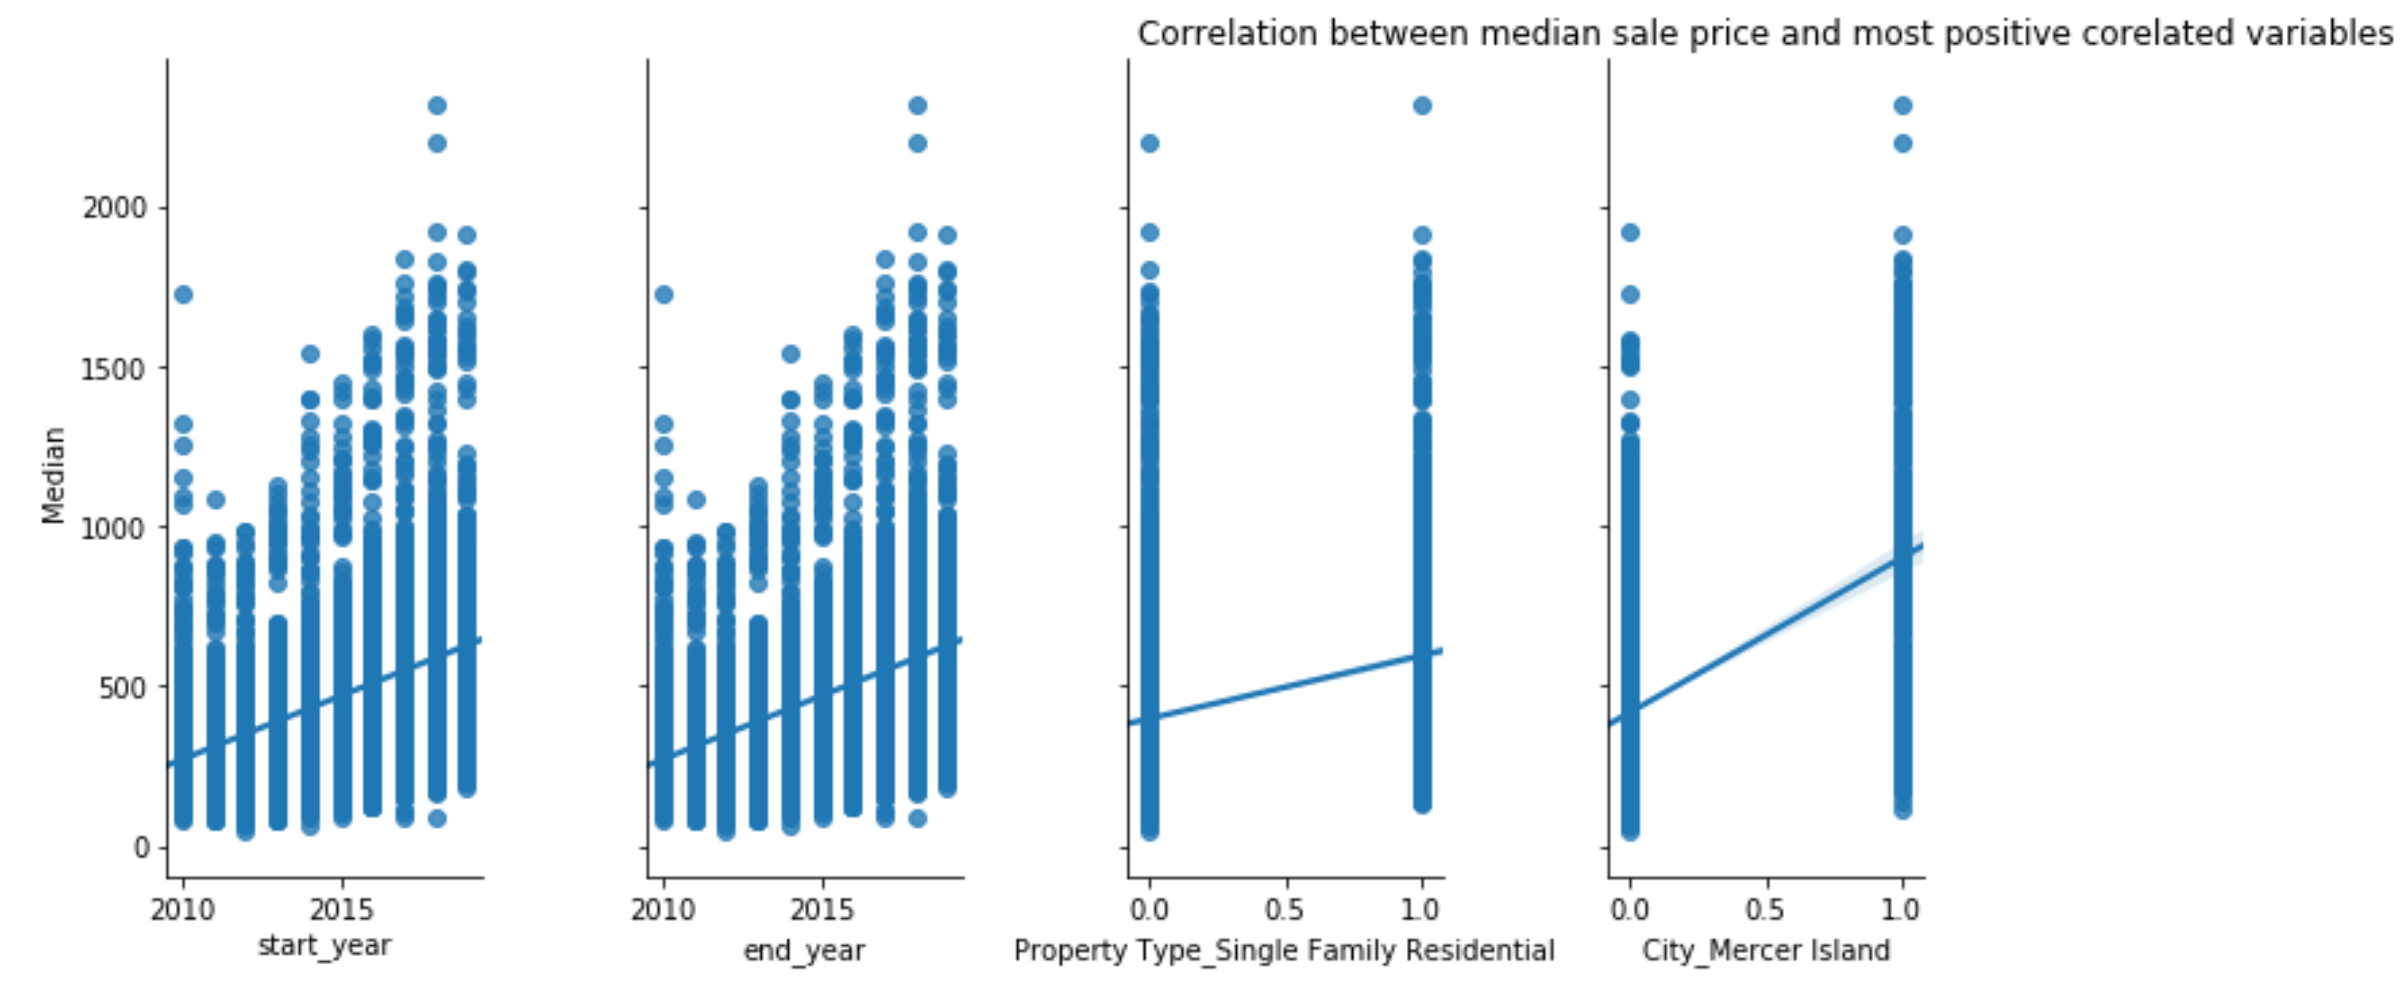 Correlation between median sale price and most positive corelated variables
Median
2000
1500
1000
500
0
2010 2015
start_year
2010 2015
end_year
0.0 0.5 1.0
Property Type_Single Family Residential
0.0 0.5 1.0
City_Mercer Island